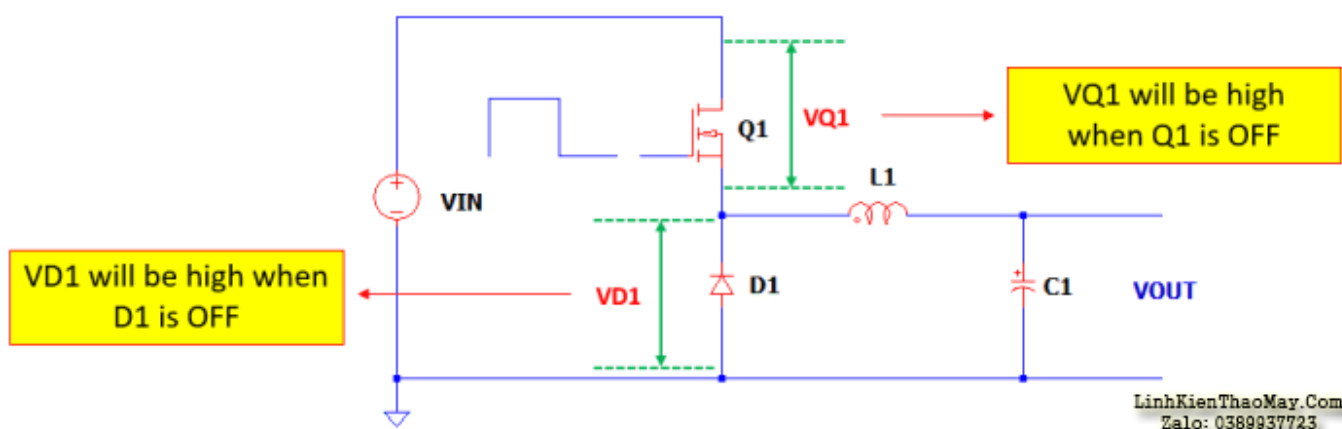 VQ1 will be high
when Q1 is OFF
Q1
VQ1
L1
VIN
VD1 will be high when
D1 is OFF
VD1
D1
C1
VOUT
LinhKienThaoMay.Com
Zalo: 0389937723